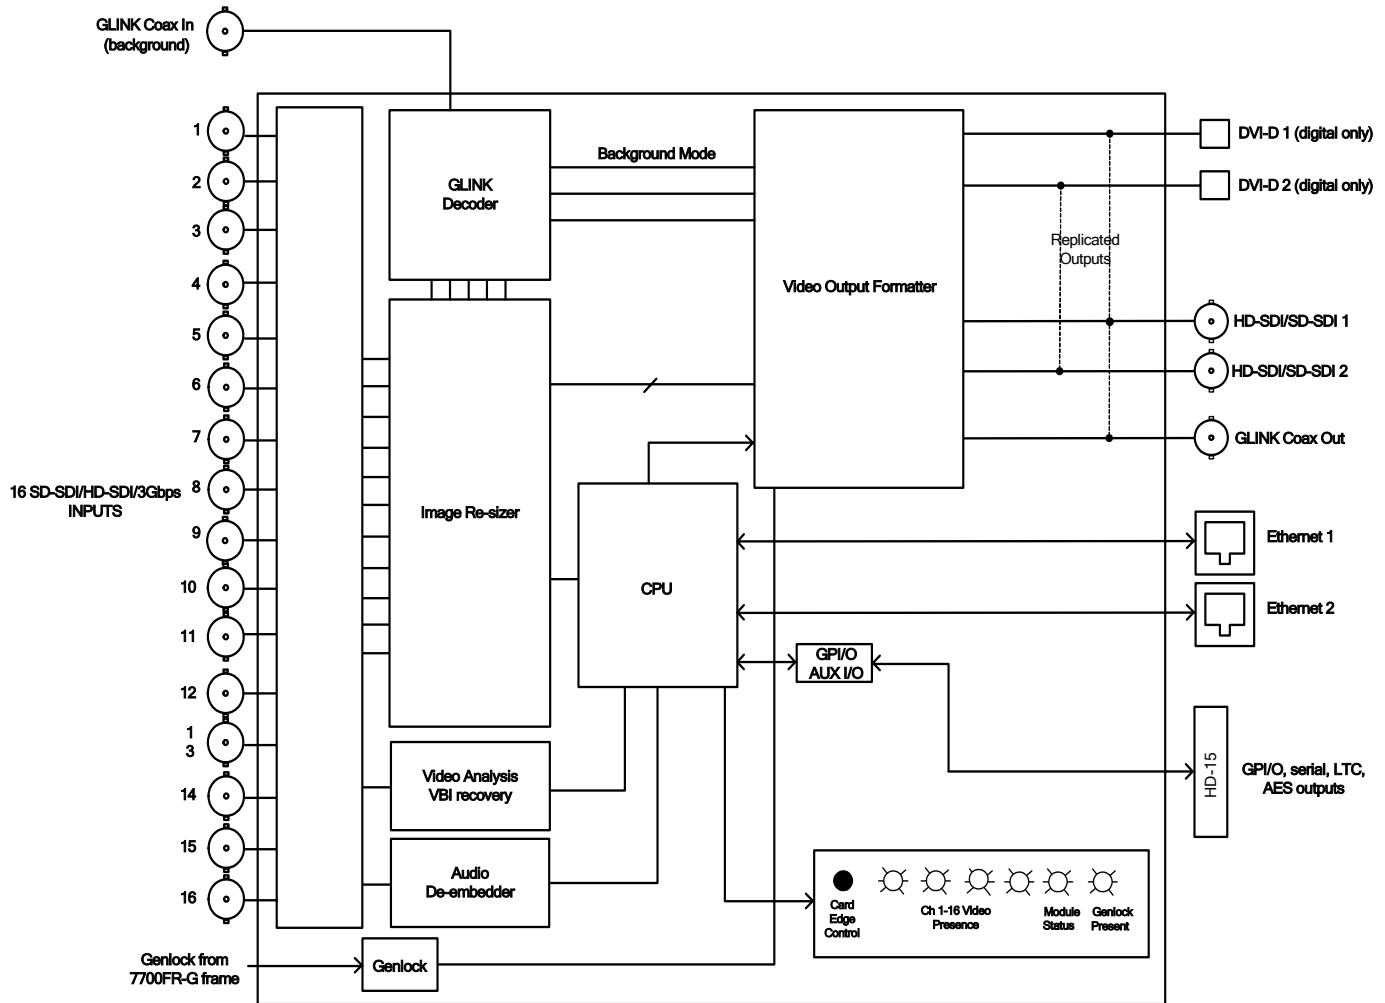 GLINK Coax In
(background)
1
2
3
4
5
6
7
8
9
10
11
12
1
3
14
15
16
16 SD-SDI/HD-SDI/3Gbps
INPUTS
Genlock from
7700FR-G frame
GLINK
Decoder
Background Mode
Image Re-sizer
Video Analysis
VBI recovery
Audio
De-embedder
Genlock
Video Output Formatter
CPU
GPI/O
AUX I/O
Replicated
Outputs
DVI-D 1 (digital only)
DVI-D 2 (digital only)
HD-SDI/SD-SDI 1
HD-SDI/SD-SDI 2
GLINK Coax Out
Ethernet 1
Ethernet 2
HD-15
GPI/O, serial, LTC,
AES outputs
Card
Edge
Control
Ch 1-16 Video
Presence
Module
Status
Genlock
Present